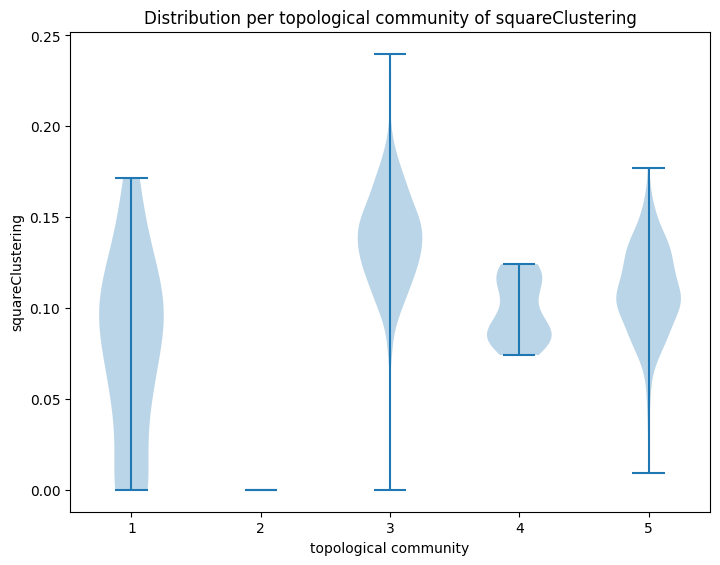 Distribution per topological community of squareClustering
0.25
0.20
0.15
0.10
0.05
0.00
squareClustering
1 2 3 4 5
topological community